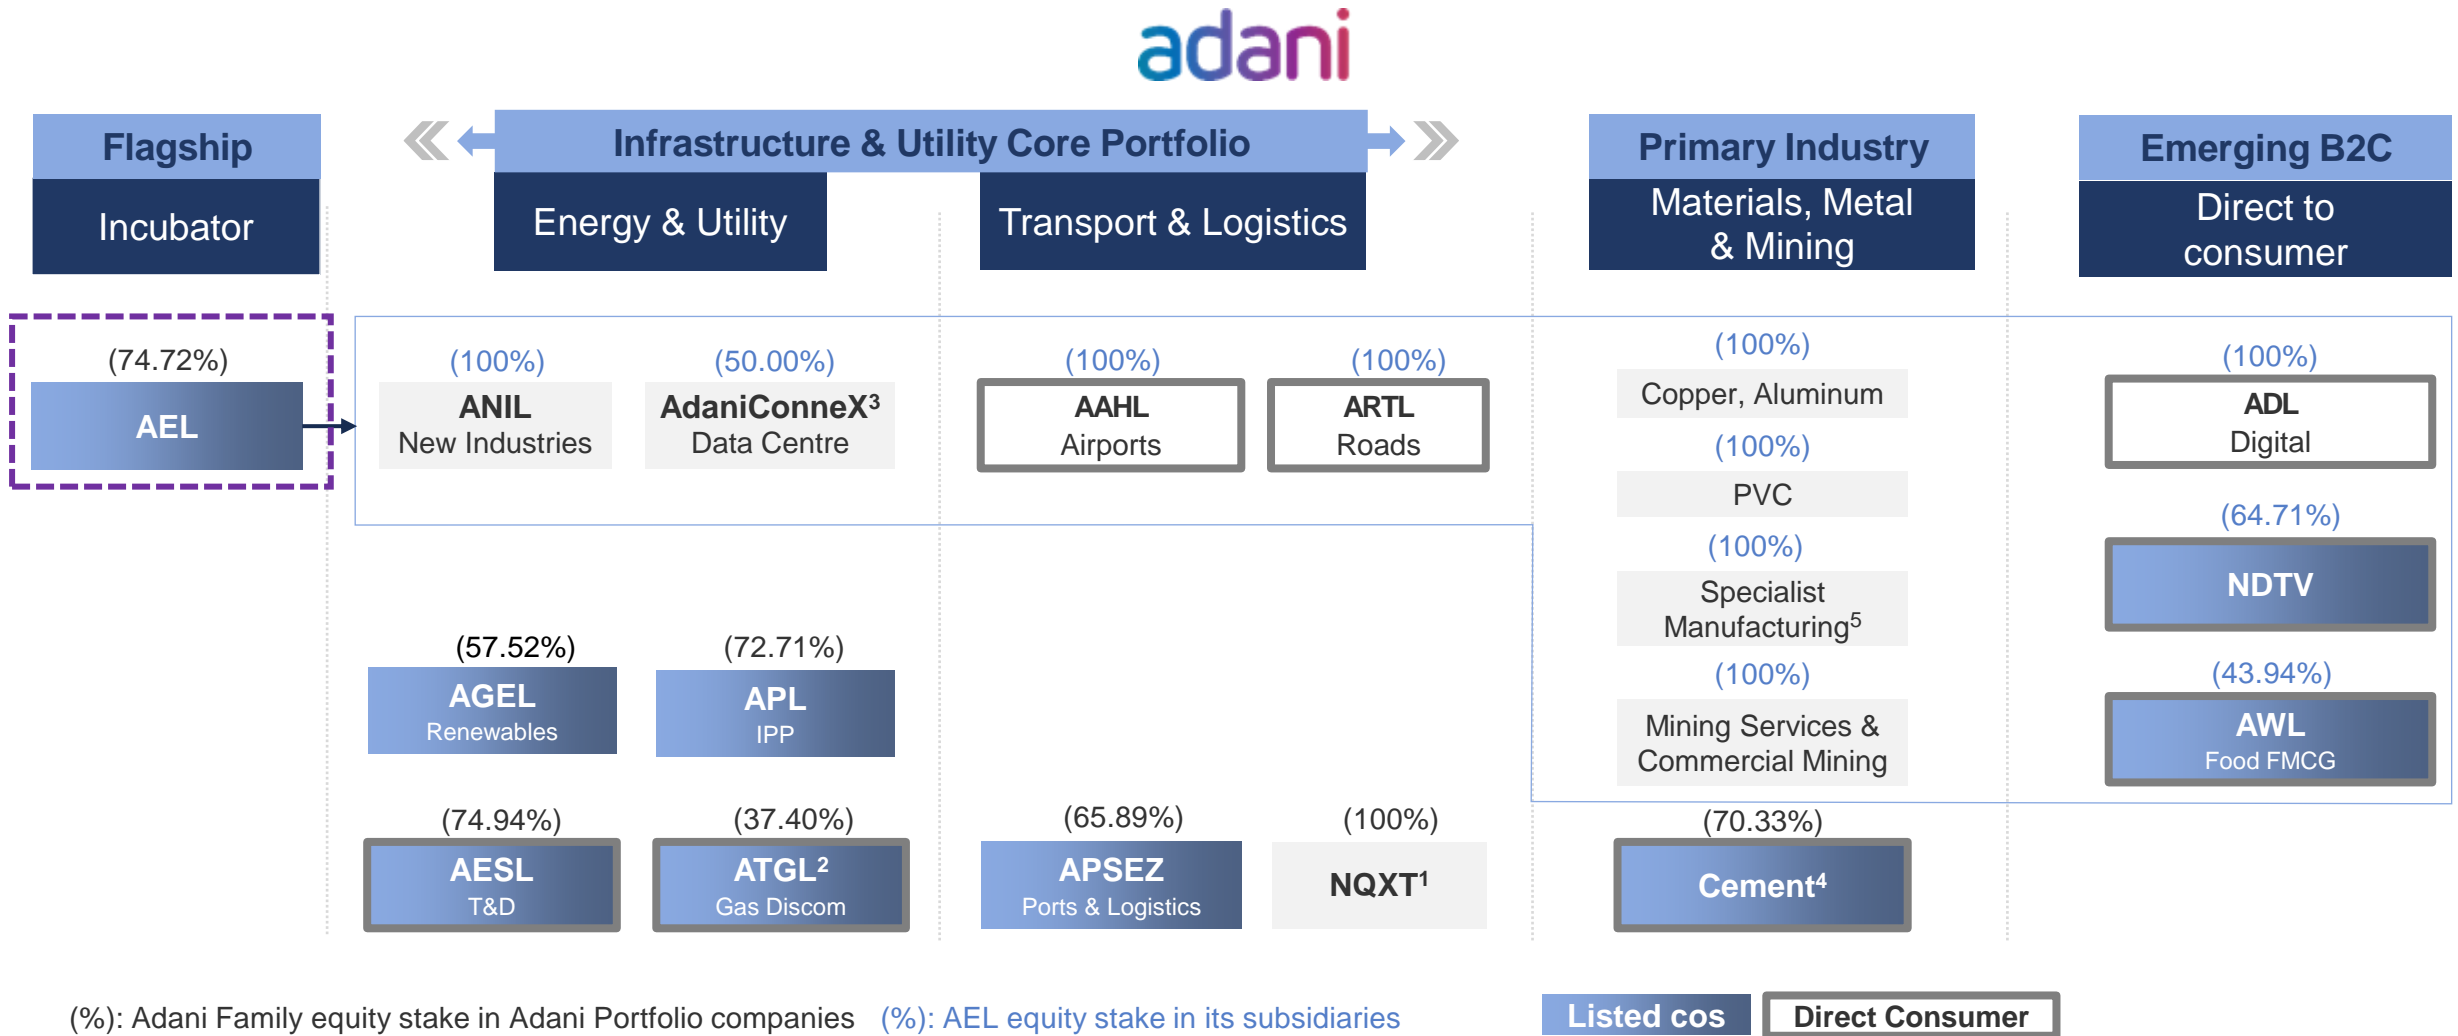 adani
Flagship
Incubator
Infrastructure & Utility Core Portfolio
Energy & Utility
Transport & Logistics
Primary Industry
Materials, Metal
& Mining
Emerging B2C
Direct to
consumer
(74.72%)
AEL
(100%)
ANIL
New Industries
(50.00%)
AdaniConneX³
Data Centre
(100%)
AAHL
Airports
(100%)
ARTL
Roads
(100%)
Copper, Aluminum
(100%)
PVC
(100%)
Specialist
Manufacturing⁵
(100%)
Mining Services &
Commercial Mining
(100%)
ADL
Digital
(64.71%)
NDTV
(43.94%)
AWL
Food FMCG
(57.52%)
AGEL
Renewables
(72.71%)
APL
IPP
(74.94%)
AESL
T&D
(37.40%)
ATGL²
Gas Discom
(65.89%)
APSEZ
Ports & Logistics
(100%)
NQXT¹
(70.33%)
Cement⁴
(%): Adani Family equity stake in Adani Portfolio companies
(%): AEL equity stake in its subsidiaries
Listed cos
Direct Consumer